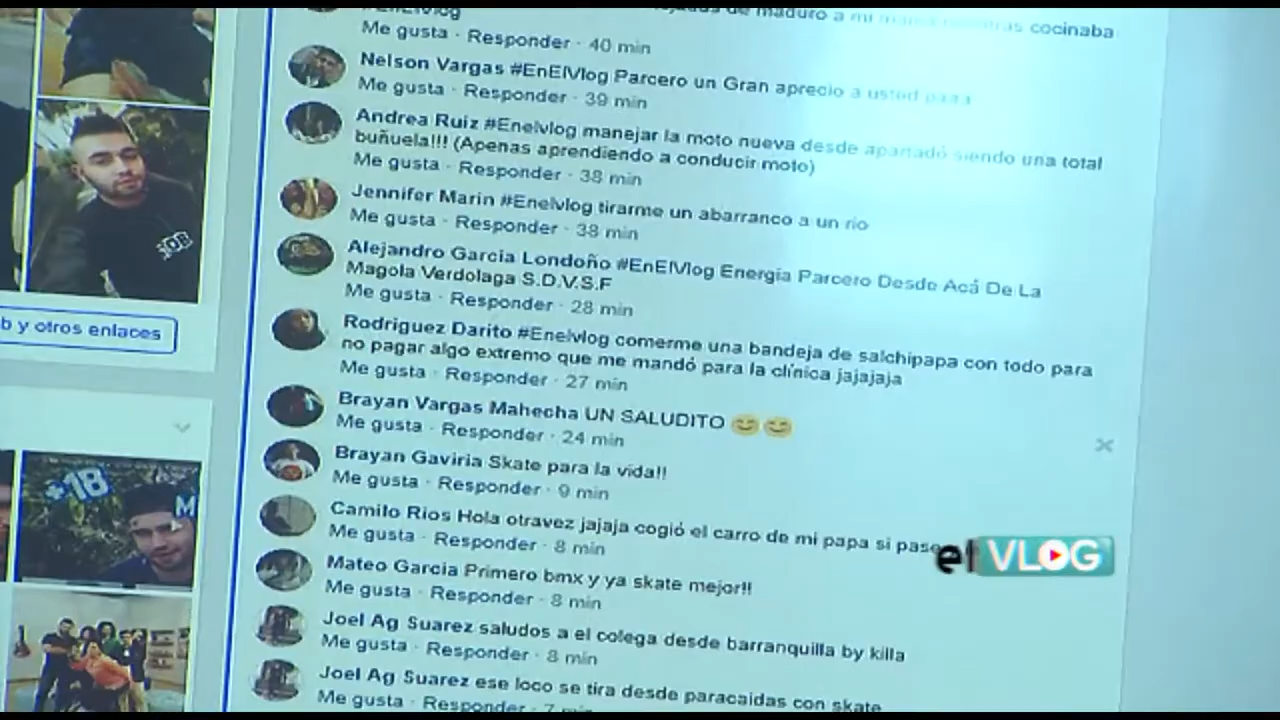 #EnElVlog de maduro a mi cocinaba
Me gusta · Responder · 40 min
Nelson Vargas #EnElVlog Parcero un Gran aprecio a usted para
Me gusta · Responder · 39 min
Andrea Ruiz #Enelvlog manejar la moto nueva desde apartadó siendo una total
buñuela!!! (Apenas aprendiendo a conducir moto)
Me gusta · Responder · 38 min
Jennifer Marin #Enelvlog tirarme un abarranco a un rio
Me gusta · Responder · 38 min
Alejandro Garcia Londoño #EnElVlog Energia Parcero Desde Acá De La
Magola Verdolaga S.D.V.S.F
Me gusta · Responder · 28 min
Rodriguez Darito #Enelvlog comerme una bandeja de salchipapa con todo para
no pagar algo extremo que me mandó para la clínica jajajaja
Me gusta · Responder · 27 min
Brayan Vargas Mahecha UN SALUDITO 😊😊
Me gusta · Responder · 24 min
Brayan Gaviria Skate para la vida!!
Me gusta · Responder · 9 min
Camilo Rios Hola otravez jajaja cogió el carro de mi papa si pase
Me gusta · Responder · 8 min
Mateo Garcia Primero bmx y ya skate mejor!!
Me gusta · Responder · 8 min
Joel Ag Suarez saludos a el colega desde barranquilla by killa
Me gusta · Responder · 8 min
Joel Ag Suarez ese loco se tira desde paracaidas con skate
Me gusta · Responder · 7 min
b y otros enlaces
+18
M
el VLOG